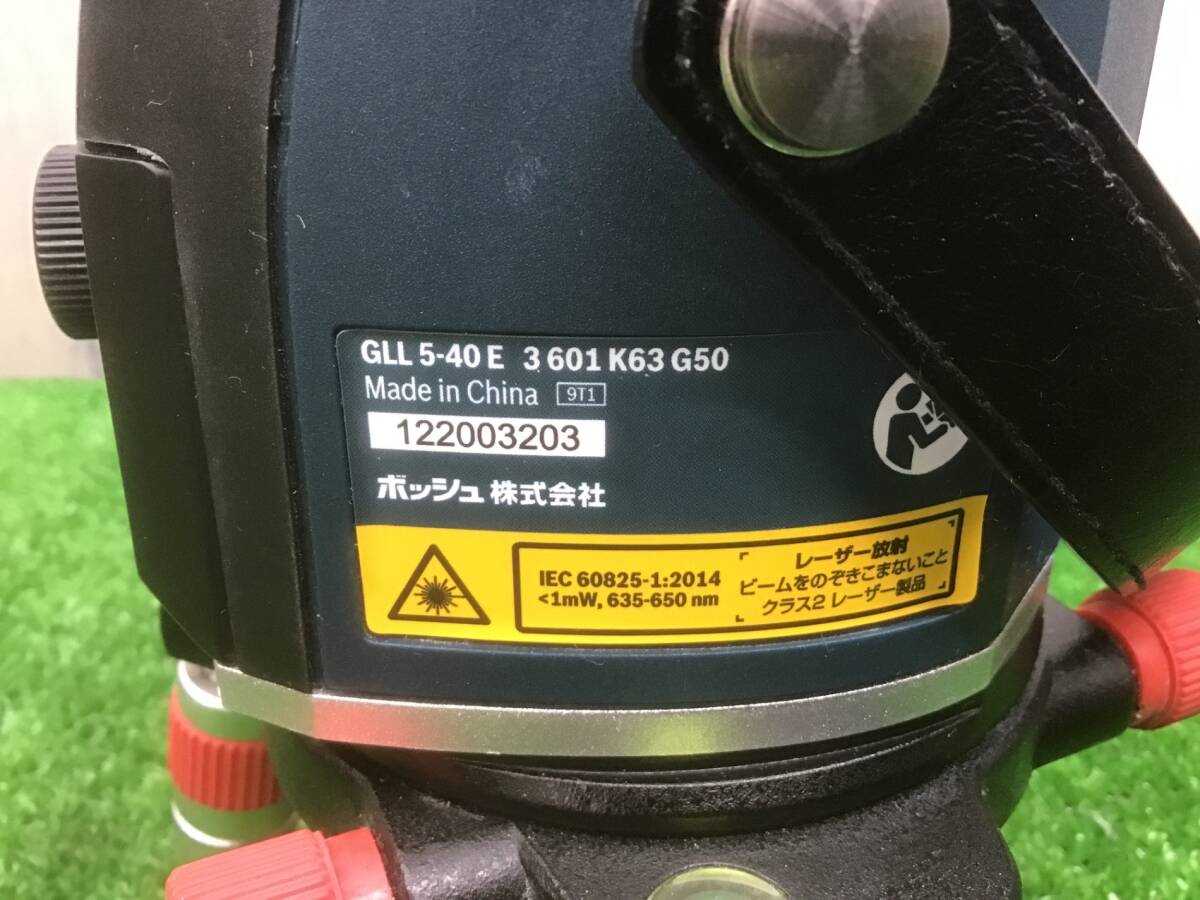 GLL 5-40 E 3 601 K63 G50
Made in China 9T1
122003203
ボッシュ株式会社
IEC 60825-1:2014
<1mW, 635-650 nm
レーザー放射
ビームをのぞきこまないこと
クラス2 レーザー製品